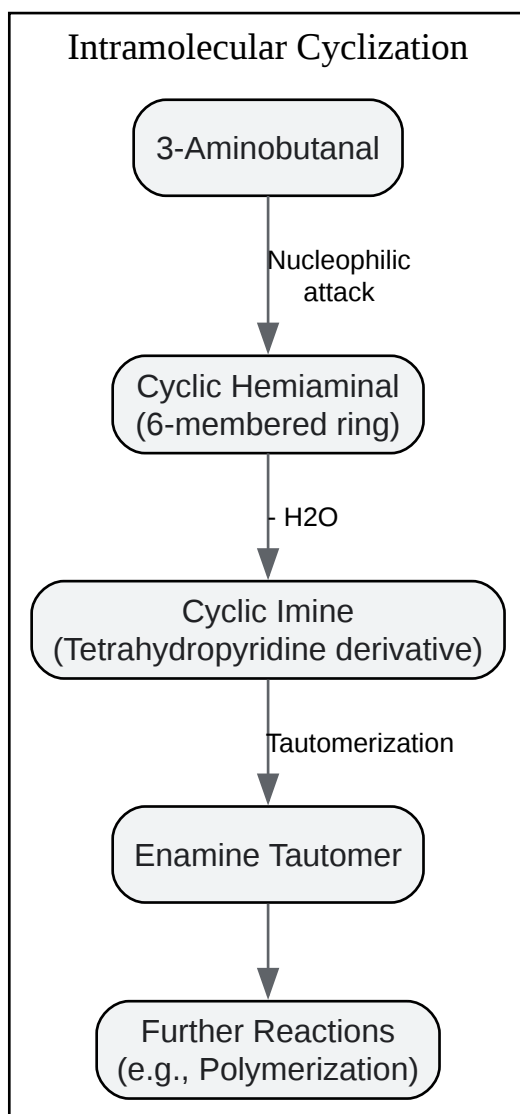 Intramolecular Cyclization
3-Aminobutanal
Nucleophilic
attack
Cyclic Hemiaminal
(6-membered ring)
- H2O
Cyclic Imine
(Tetrahydropyridine derivative)
Tautomerization
Enamine Tautomer
Further Reactions
(e.g., Polymerization)